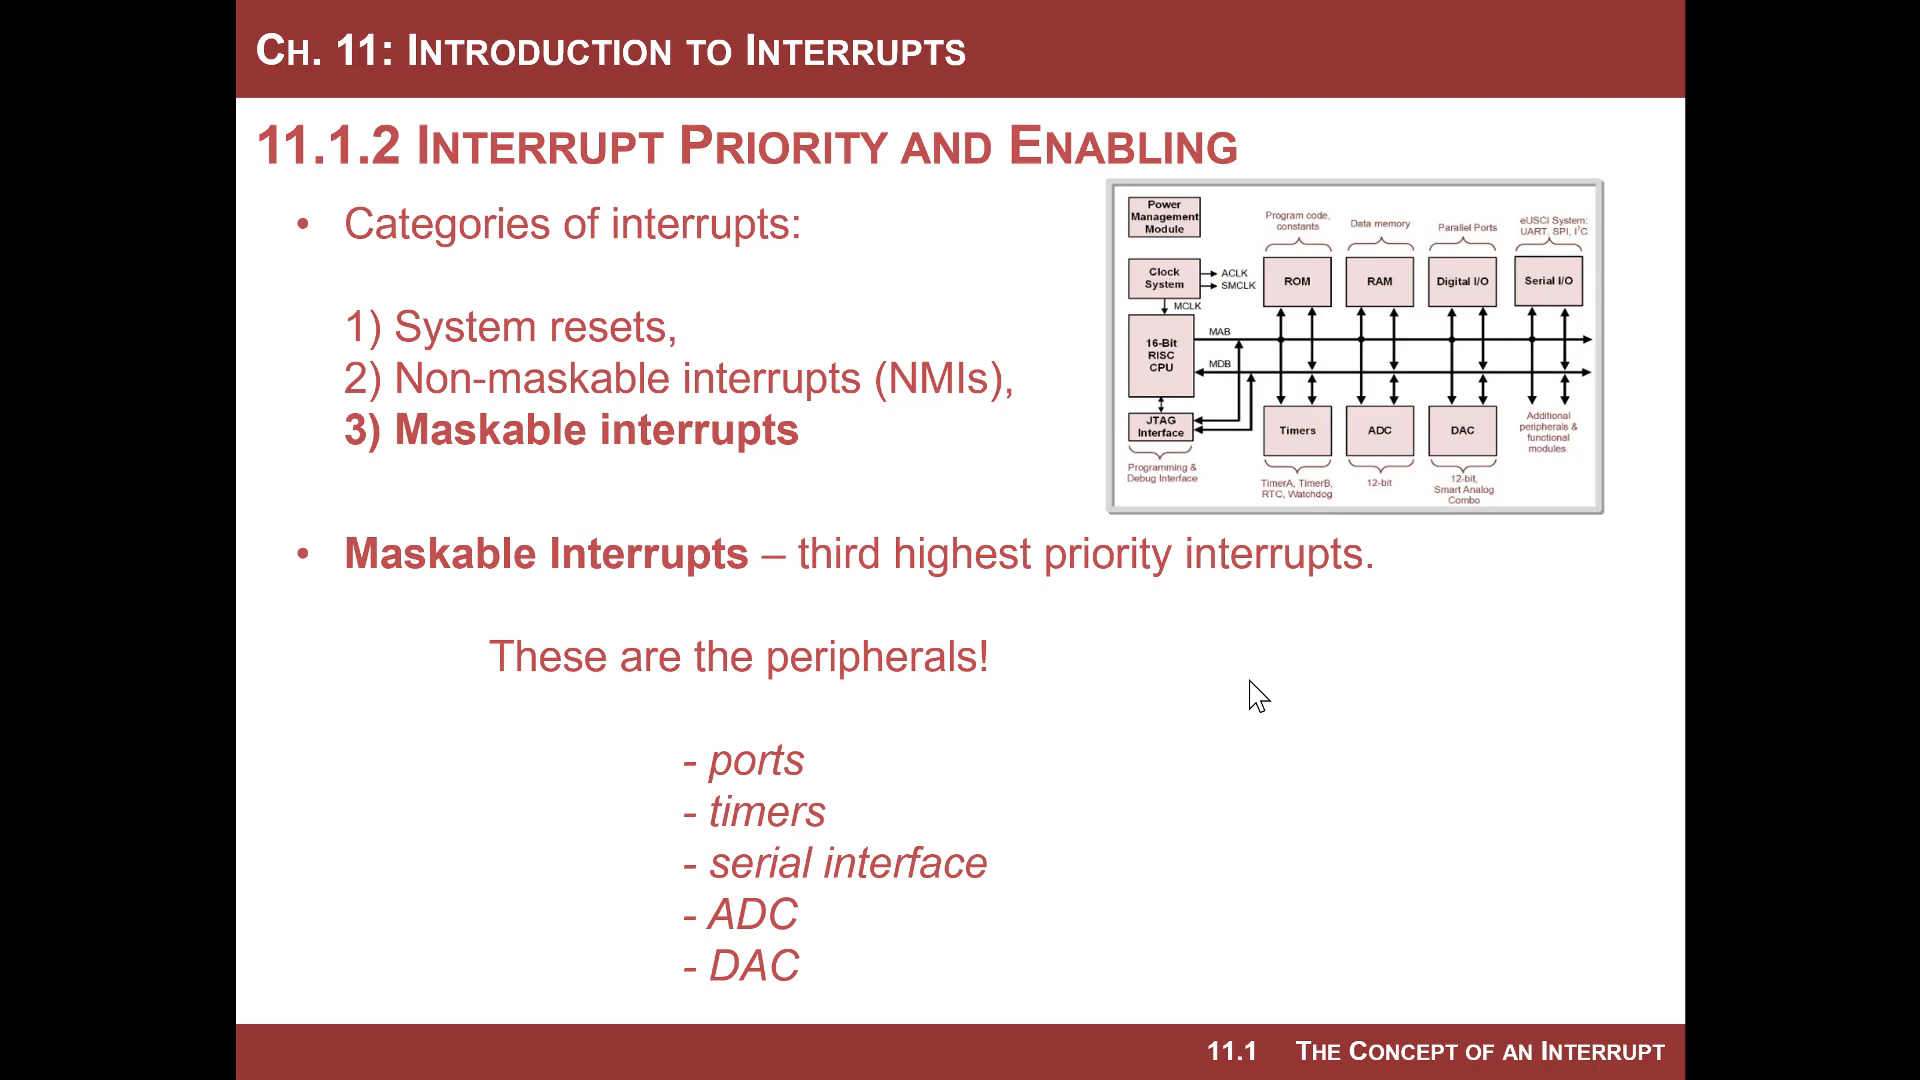 CH. 11: INTRODUCTION TO INTERRUPTS
11.1.2 INTERRUPT PRIORITY AND ENABLING
• Categories of interrupts:
1) System resets,
2) Non-maskable interrupts (NMIs),
3) Maskable interrupts
Power
Management
Module
Program code,
constants
Data memory
Parallel Ports
eUSCI System:
UART, SPI, I²C
Clock
System
ACLK
SMCLK
MCLK
ROM
RAM
Digital I/O
Serial I/O
16-Bit
RISC
CPU
MAB
MDB
JTAG
Interface
Programming &
Debug Interface
Timers
ADC
DAC
Additional
peripherals &
functional
modules.
TimerA, TimerB,
RTC, Watchdog
12-bit
12-bit,
Smart Analog
Combo
• Maskable Interrupts – third highest priority interrupts.
These are the peripherals!
- ports
- timers
- serial interface
- ADC
- DAC
11.1 THE CONCEPT OF AN INTERRUPT